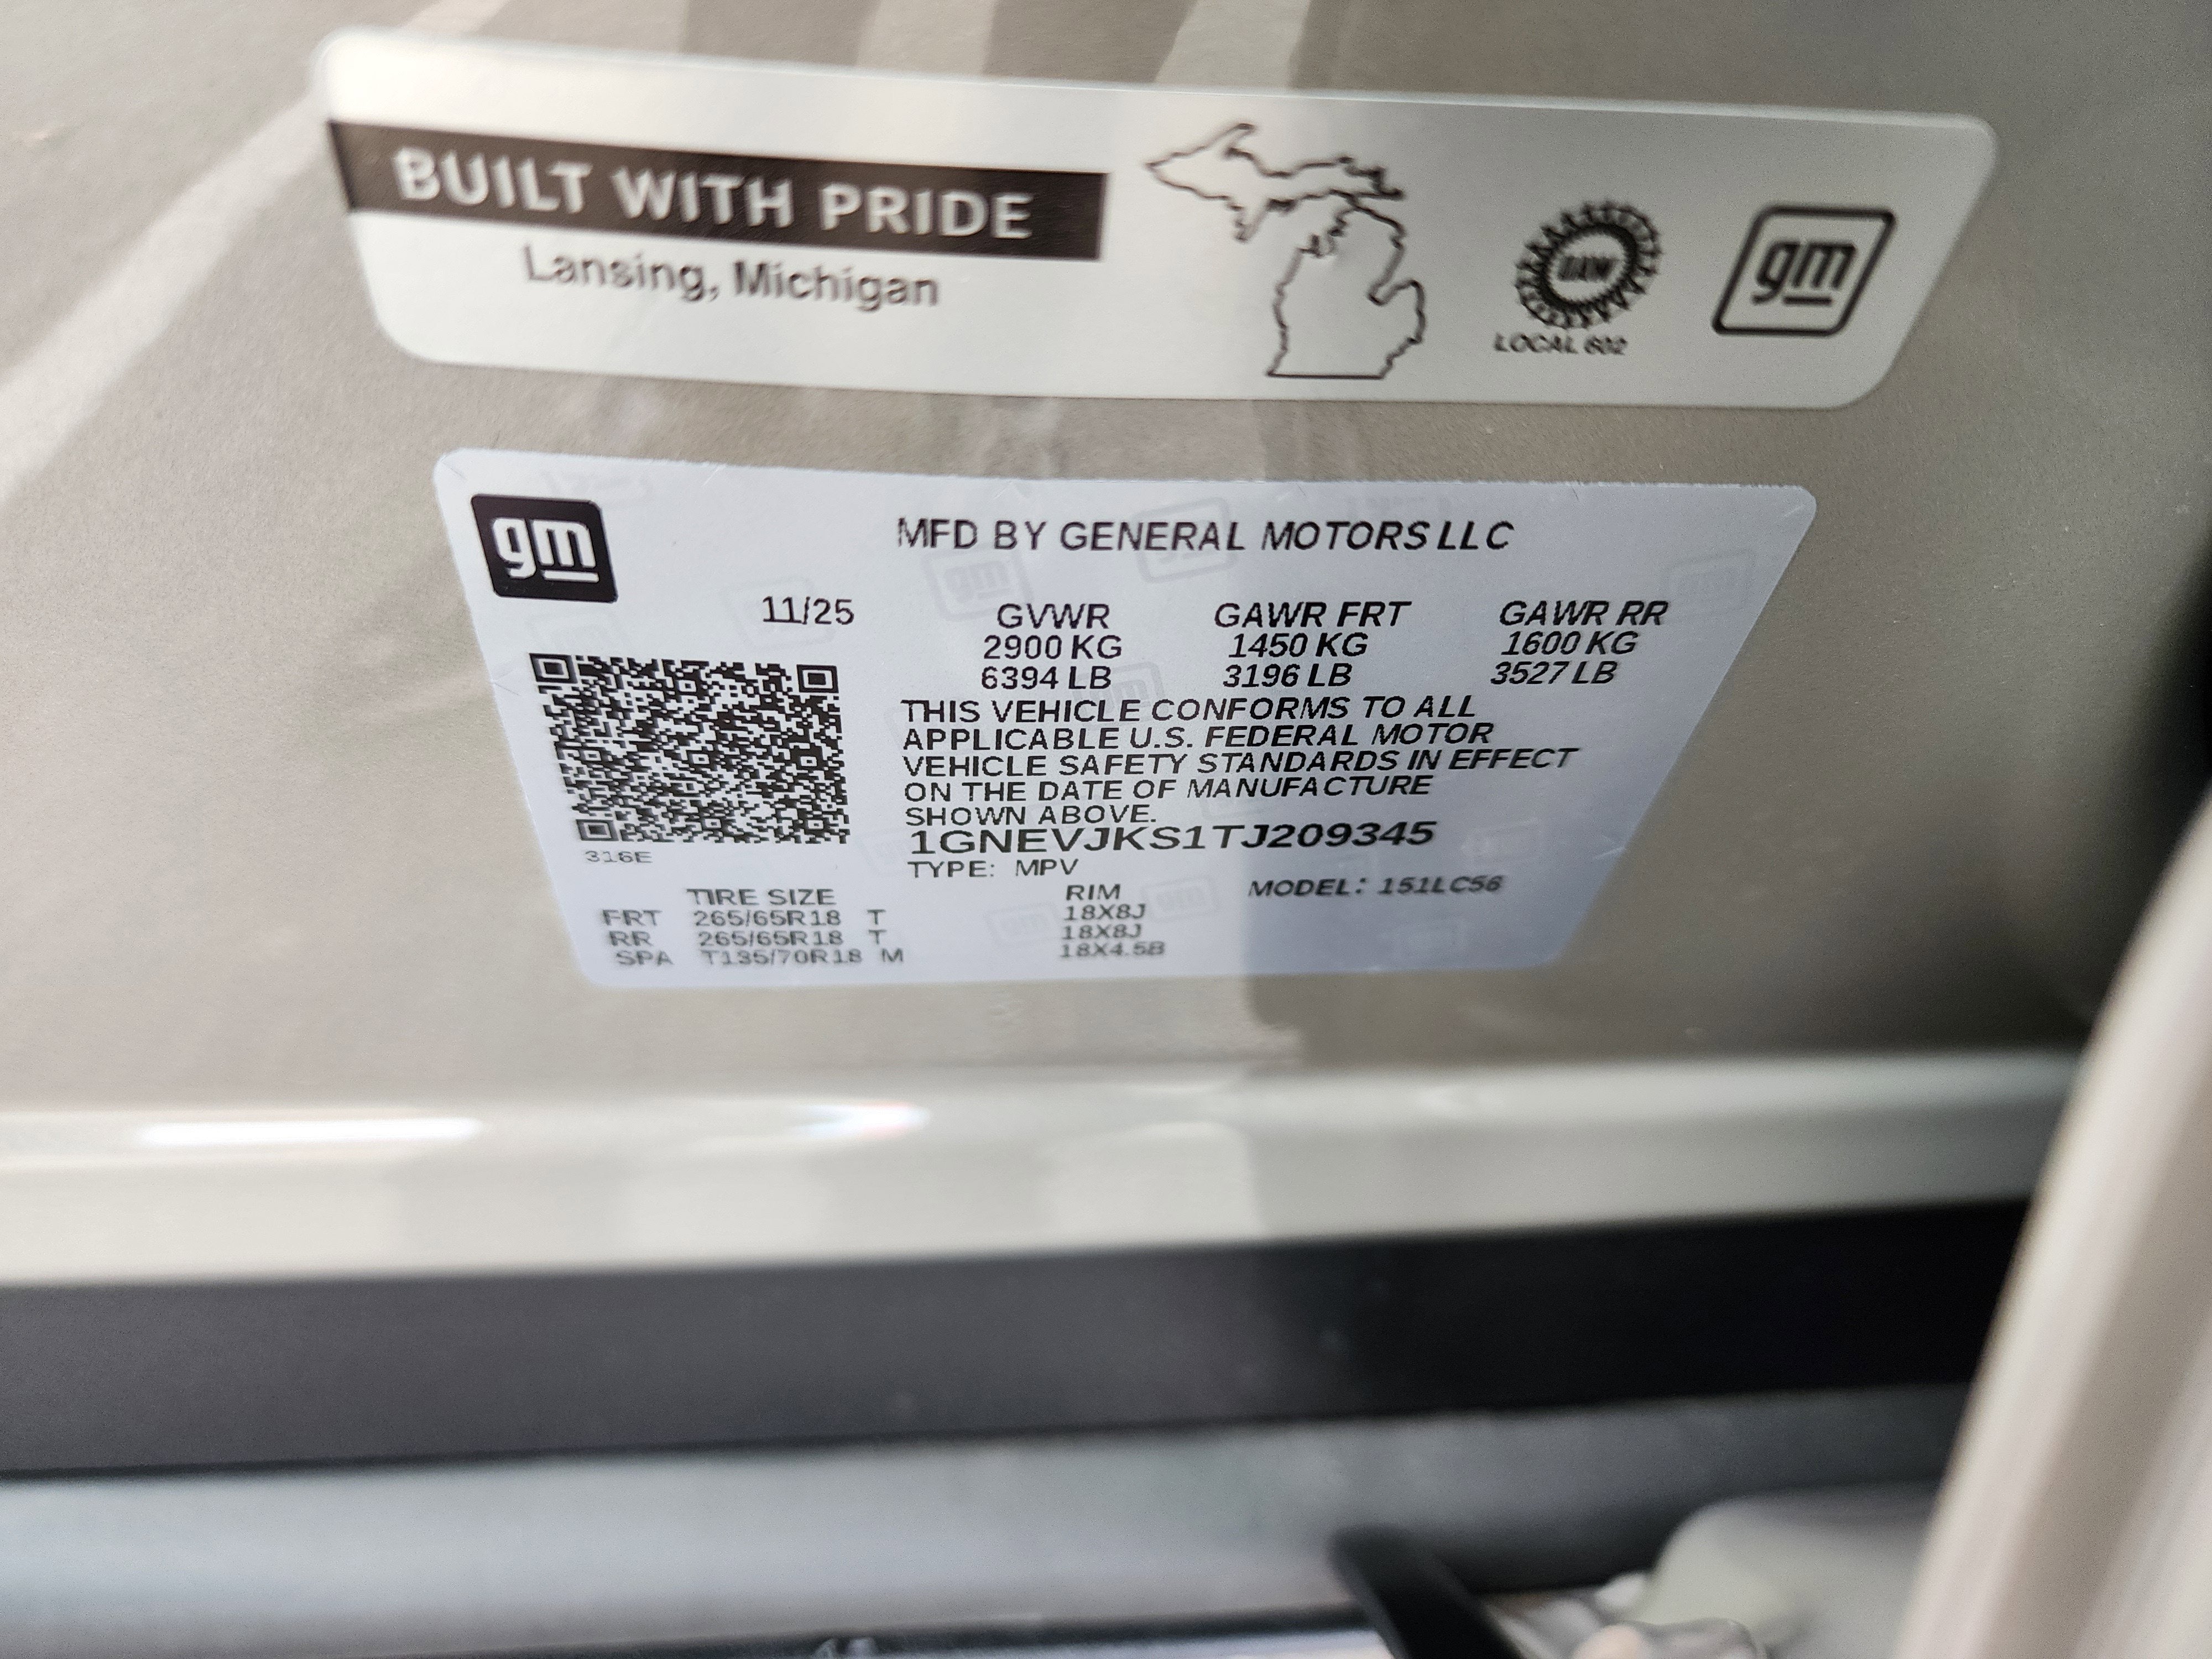 BUILT WITH PRIDE
Lansing, Michigan
UAW
LOCAL 602
gm
gm
MFD BY GENERAL MOTORS LLC
11/25 GVWR GAWR FRT GAWR RR
2900 KG 1450 KG 1600 KG
6394 LB 3196 LB 3527 LB
THIS VEHICLE CONFORMS TO ALL
APPLICABLE U.S. FEDERAL MOTOR
VEHICLE SAFETY STANDARDS IN EFFECT
ON THE DATE OF MANUFACTURE
SHOWN ABOVE.
1GNEVJKS1TJ209345
316E
TYPE: MPV
TIRE SIZE RIM MODEL: 151LC56
FRT 265/65R18 T 18X8J
RR 265/65R18 T 18X8J
SPA T135/70R18 M 18X4.5B